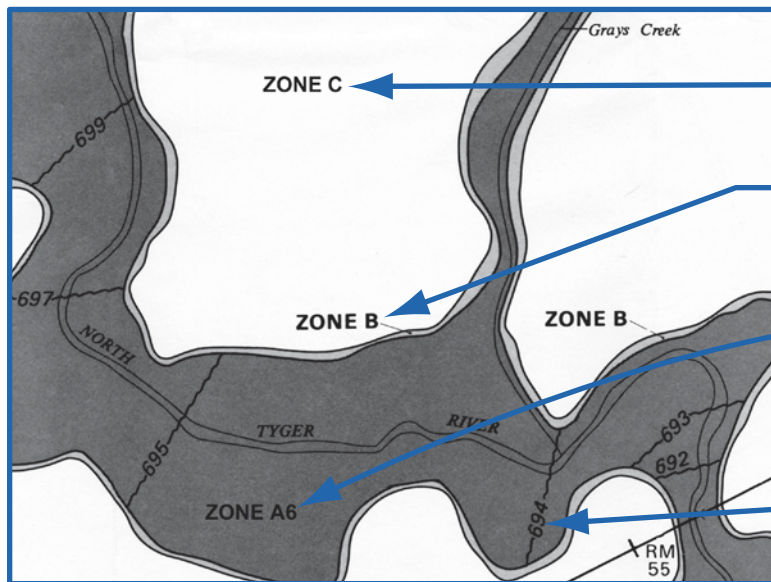 Grays Creek
ZONE C
699
697
ZONE B
ZONE B
NORTH
TYGER
RIVER
693
692
695
ZONE A6
694
RM
55